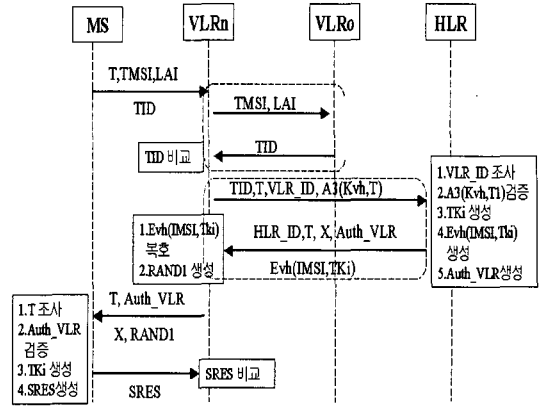 MS
VLRn
VLRo
HLR
T,TMSI,LAI
TID
TMSI, LAI
TID
TID 비교
TID,T,VLR_ID, A3(Kvh,T)
1.VLR_ID 조사
2.A3(Kvh,T1)검증
3.TKi 생성
4.Evh(IMSI,Tki)
생성
5.Auth_VLR생성
1.Evh(IMSI,Tki)
복호
2.RAND1 생성
HLR_ID,T, X, Auth_VLR
Evh(IMSI,TKi)
T, Auth_VLR
X, RAND1
1.T 조사
2.Auth_VLR
검증
3.TKi 생성
4.SRES생성
SRES
SRES 비교